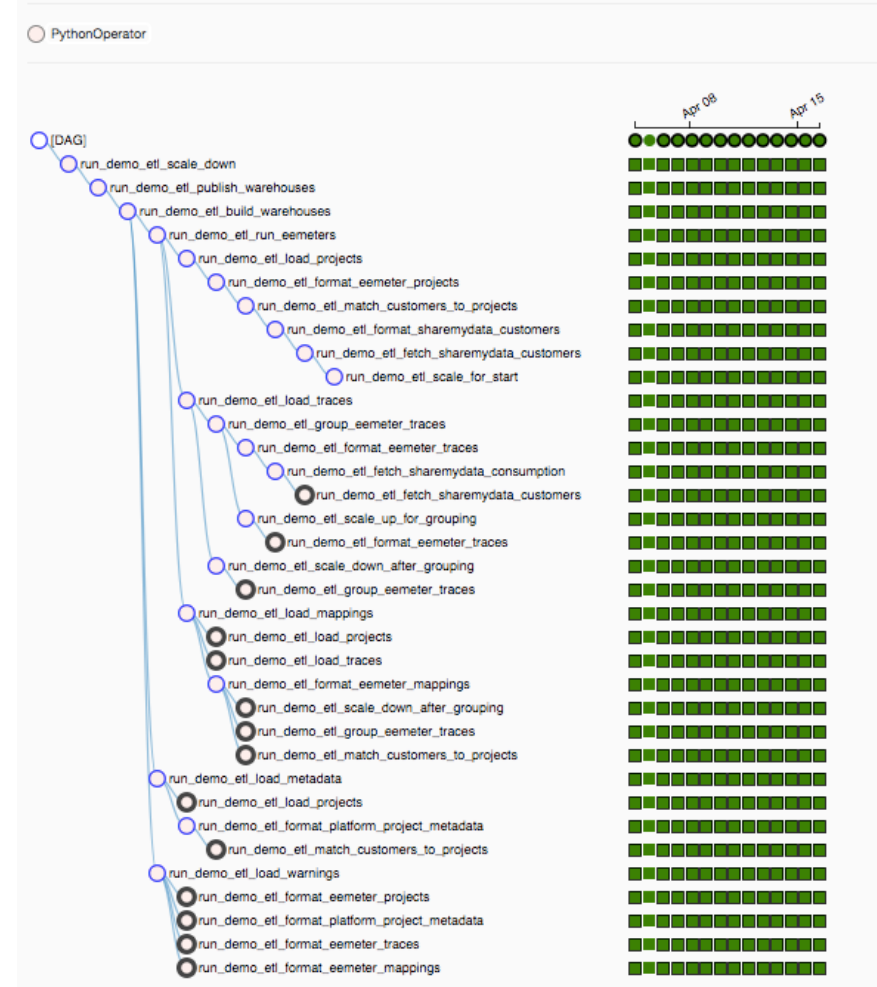 PythonOperator
Apr 08
Apr 15
[DAG]
run_demo_etl_scale_down
run_demo_etl_publish_warehouses
run_demo_etl_build_warehouses
run_demo_etl_run_eemeters
run_demo_etl_load_projects
run_demo_etl_format_eemeter_projects
run_demo_etl_match_customers_to_projects
run_demo_etl_format_sharemydata_customers
run_demo_etl_fetch_sharemydata_customers
run_demo_etl_scale_for_start
run_demo_etl_load_traces
run_demo_etl_group_eemeter_traces
run_demo_etl_format_eemeter_traces
run_demo_etl_fetch_sharemydata_consumption
run_demo_etl_fetch_sharemydata_customers
run_demo_etl_scale_up_for_grouping
run_demo_etl_format_eemeter_traces
run_demo_etl_scale_down_after_grouping
run_demo_etl_group_eemeter_traces
run_demo_etl_load_mappings
run_demo_etl_load_projects
run_demo_etl_load_traces
run_demo_etl_format_eemeter_mappings
run_demo_etl_scale_down_after_grouping
run_demo_etl_group_eemeter_traces
run_demo_etl_match_customers_to_projects
run_demo_etl_load_metadata
run_demo_etl_load_projects
run_demo_etl_format_platform_project_metadata
run_demo_etl_match_customers_to_projects
run_demo_etl_load_warnings
run_demo_etl_format_eemeter_projects
run_demo_etl_format_platform_project_metadata
run_demo_etl_format_eemeter_traces
run_demo_etl_format_eemeter_mappings